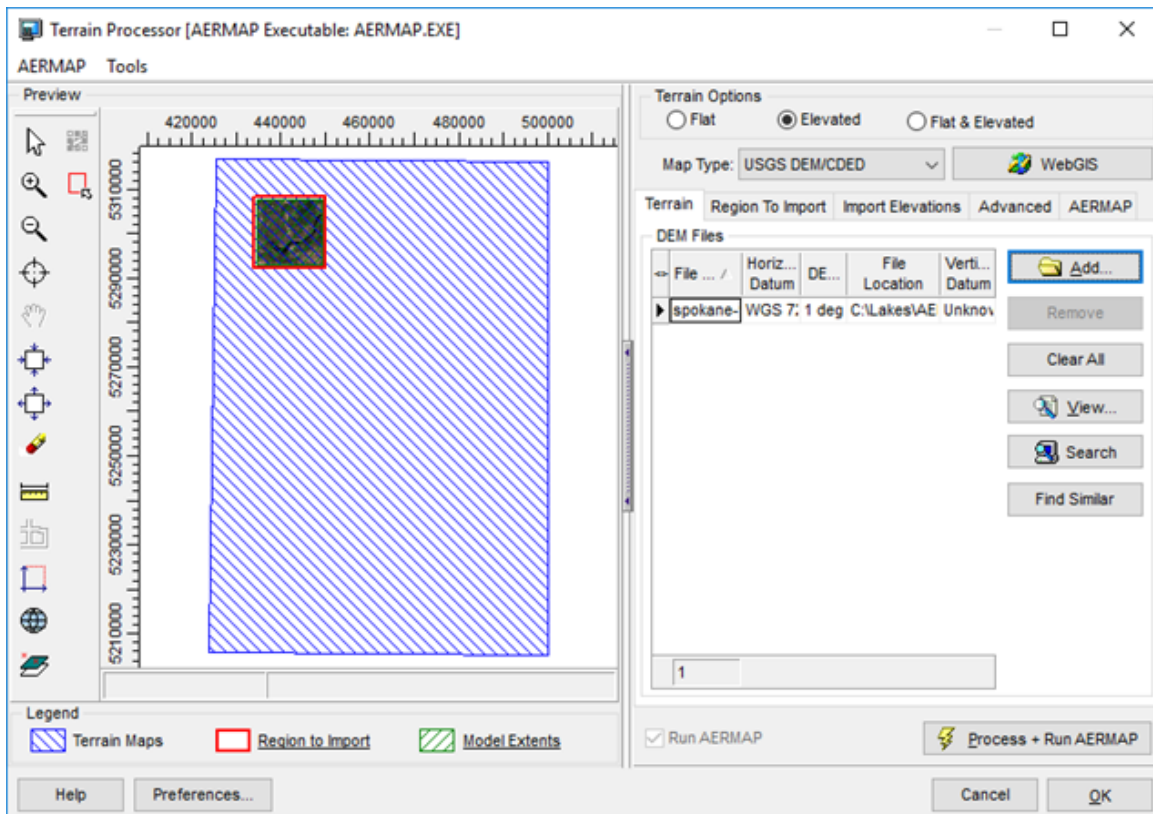 Terrain Processor [AERMAP Executable: AERMAP.EXE]
AERMAP Tools
Preview
420000 440000 460000 480000 500000
5310000
5290000
5270000
5250000
5230000
5210000
Legend
Terrain Maps Region to Import Model Extents
Terrain Options
Flat Elevated Flat & Elevated
Map Type: USGS DEM/CDED WebGIS
Terrain Region To Import Import Elevations Advanced AERMAP
DEM Files
File ... Horiz... Datum DE... File Location Verti... Datum
spokane- WGS 7 1 deg C:\Lakes\AE Unknov
1
Add...
Remove
Clear All
View...
Search
Find Similar
Run AERMAP Process + Run AERMAP
Help Preferences... Cancel OK